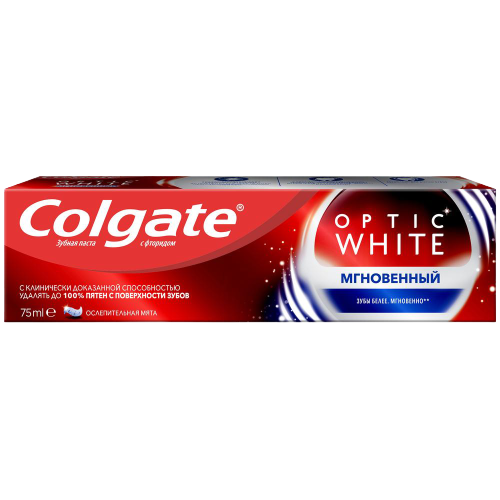 Colgate®
Зубная паста с фторидом
С КЛИНИЧЕСКИ ДОКАЗАННОЙ СПОСОБНОСТЬЮ
УДАЛЯТЬ ДО 100% ПЯТЕН С ПОВЕРХНОСТИ ЗУБОВ
75ml ℮ ОСЛЕПИТЕЛЬНАЯ МЯТА
OPTIC
WHITE
МГНОВЕННЫЙ
ЗУБЫ БЕЛЕЕ. МГНОВЕННО**